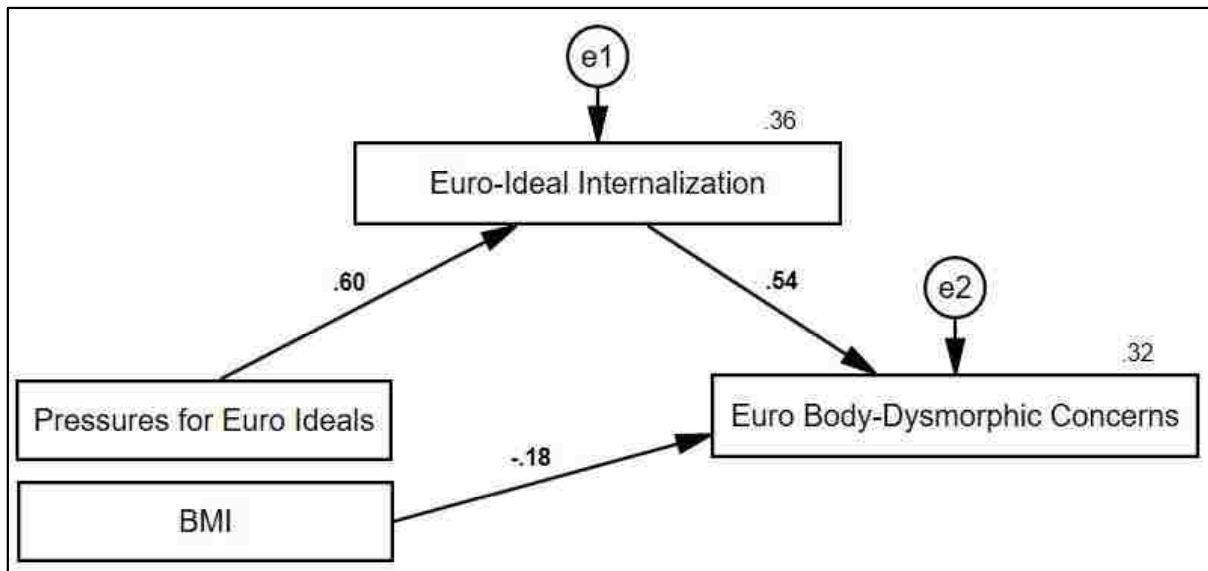 e1
.36
Euro-Ideal Internalization
.60
.54
e2
.32
Pressures for Euro Ideals
Euro Body-Dysmorphic Concerns
-.18
BMI